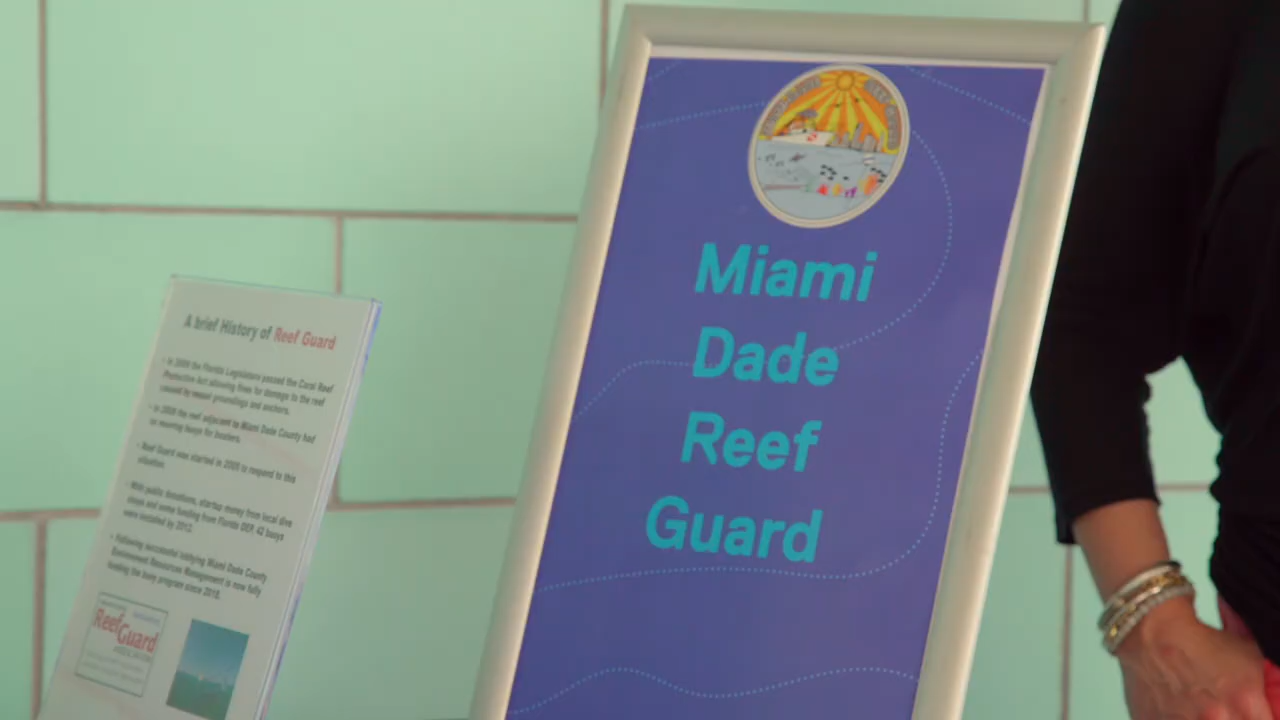 A brief History of Reef Guard
· In 2009 the Florida Legislature passed the Coral Reef
Protection Act allowing fines for damage to the reef
caused by vessel groundings and anchors.
· In 2009 the reef adjacent to Miami Dade County had
no mooring buoys for boaters.
· Reef Guard was started in 2009 to respond to this
situation.
· With public donations, startup money from local dive
shops and some funding from Florida DEP, 42 buoys
were installed by 2012.
· Following successful lobbying Miami Dade County
Environment Resources Management is now fully
funding the buoy program since 2018.
Reef
Guard
Miami
Dade
Reef
Guard